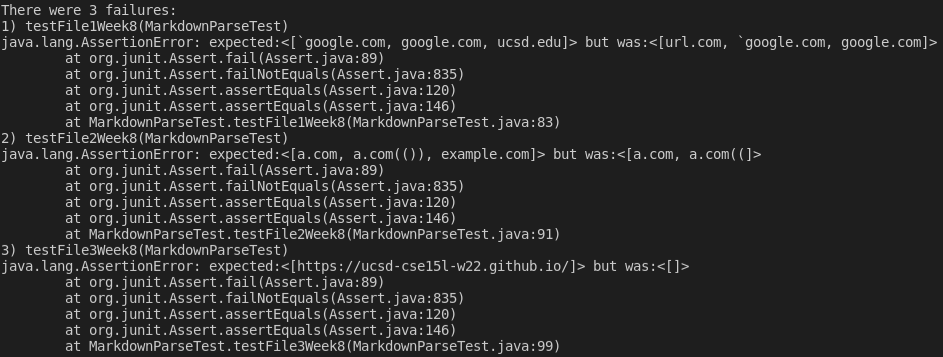 There were 3 failures:
1) testFile1Week8(MarkdownParseTest)
java.lang.AssertionError: expected:<[`google.com, google.com, ucsd.edu]> but was:<[url.com, `google.com, google.com]>
        at org.junit.Assert.fail(Assert.java:89)
        at org.junit.Assert.failNotEquals(Assert.java:835)
        at org.junit.Assert.assertEquals(Assert.java:120)
        at org.junit.Assert.assertEquals(Assert.java:146)
        at MarkdownParseTest.testFile1Week8(MarkdownParseTest.java:83)
2) testFile2Week8(MarkdownParseTest)
java.lang.AssertionError: expected:<[a.com, a.com(()), example.com]> but was:<[a.com, a.com((]>
        at org.junit.Assert.fail(Assert.java:89)
        at org.junit.Assert.failNotEquals(Assert.java:835)
        at org.junit.Assert.assertEquals(Assert.java:120)
        at org.junit.Assert.assertEquals(Assert.java:146)
        at MarkdownParseTest.testFile2Week8(MarkdownParseTest.java:91)
3) testFile3Week8(MarkdownParseTest)
java.lang.AssertionError: expected:<[https://ucsd-cse15l-w22.github.io/]> but was:<[]>
        at org.junit.Assert.fail(Assert.java:89)
        at org.junit.Assert.failNotEquals(Assert.java:835)
        at org.junit.Assert.assertEquals(Assert.java:120)
        at org.junit.Assert.assertEquals(Assert.java:146)
        at MarkdownParseTest.testFile3Week8(MarkdownParseTest.java:99)